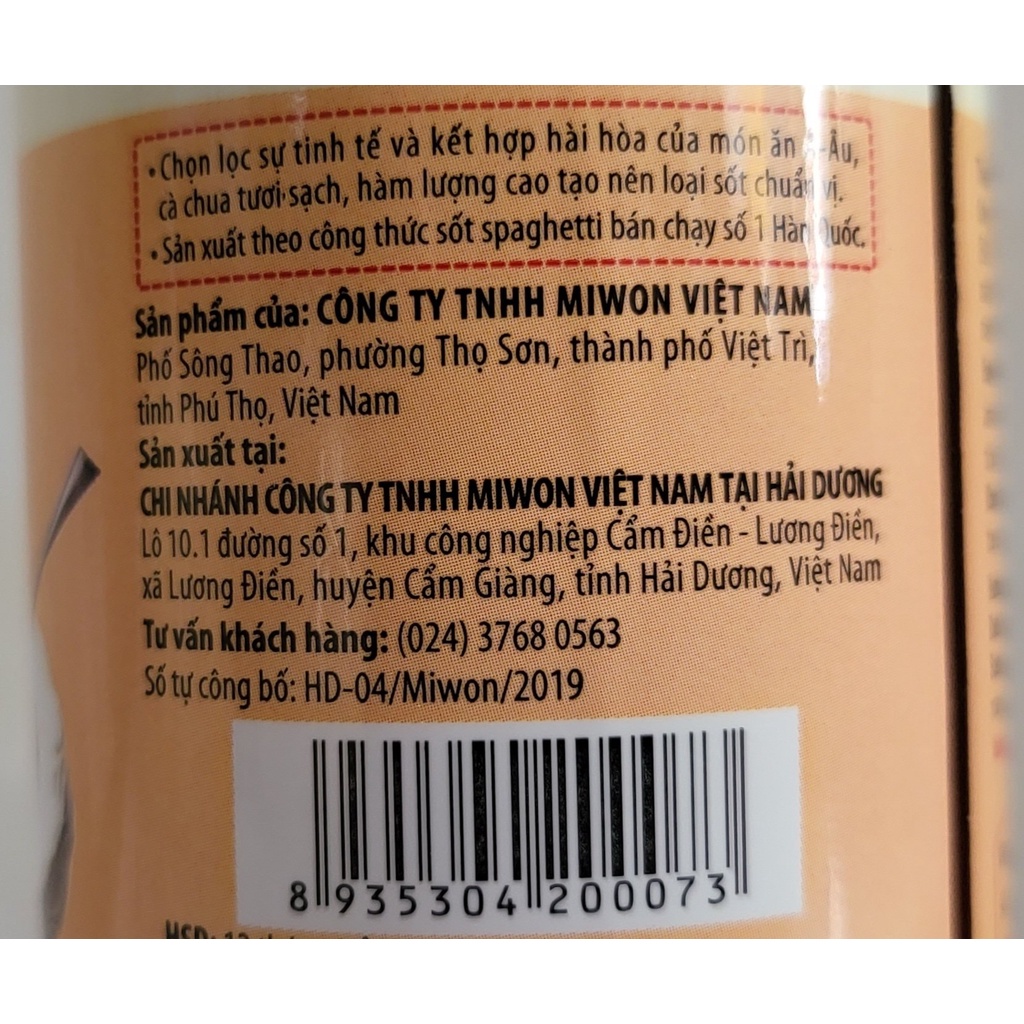 • Chọn lọc sự tinh tế và kết hợp hài hòa của món ăn Á-Âu,
cà chua tươi sạch, hàm lượng cao tạo nên loại sốt chuẩn vị.
• Sản xuất theo công thức sốt spaghetti bán chạy số 1 Hàn Quốc.
Sản phẩm của: CÔNG TY TNHH MIWON VIỆT NAM
Phố Sông Thao, phường Thọ Sơn, thành phố Việt Trì,
tỉnh Phú Thọ, Việt Nam
Sản xuất tại:
CHI NHÁNH CÔNG TY TNHH MIWON VIỆT NAM TẠI HẢI DƯƠNG
Lô 10.1 đường số 1, khu công nghiệp Cẩm Điền - Lương Điền,
xã Lương Điền, huyện Cẩm Giàng, tỉnh Hải Dương, Việt Nam
Tư vấn khách hàng: (024) 3768 0563
Số tự công bố: HD-04/Miwon/2019
8 935304 200073